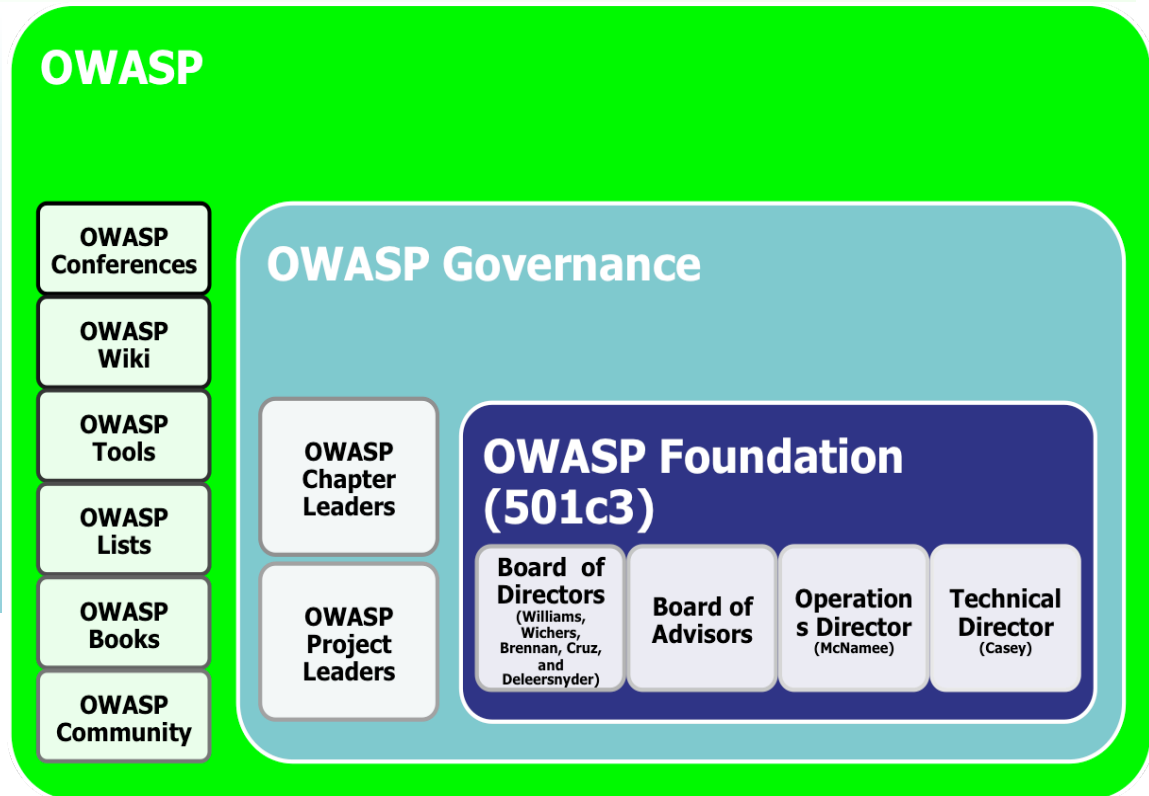 OWASP
OWASP
Conferences
OWASP
Wiki
OWASP
Tools
OWASP
Lists
OWASP
Books
OWASP
Community
OWASP Governance
OWASP
Chapter
Leaders
OWASP
Project
Leaders
OWASP Foundation
(501c3)
Board of
Directors
(Williams,
Wichers,
Brennan, Cruz,
and
Deleersnyder)
Board of
Advisors
Operation
s Director
(McNamee)
Technical
Director
(Casey)